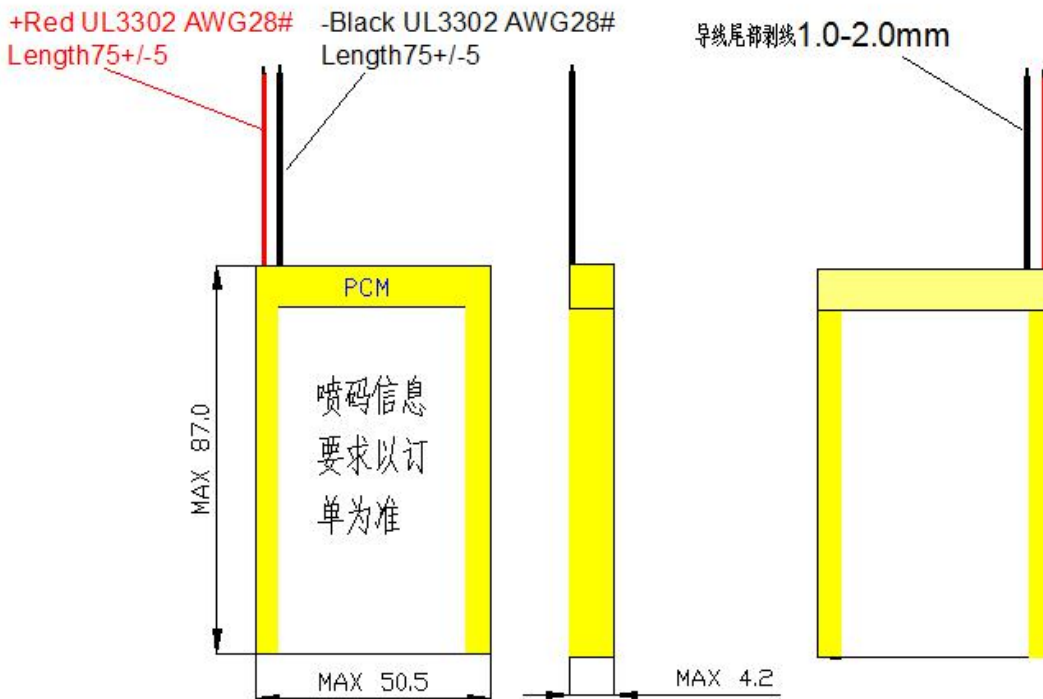 +Red UL3302 AWG28#
Length75+/-5
-Black UL3302 AWG28#
Length75+/-5
导线尾部剥线1.0-2.0mm
PCM
喷码信息
要求以订
单为准
MAX 87.0
MAX 50.5
MAX 4.2